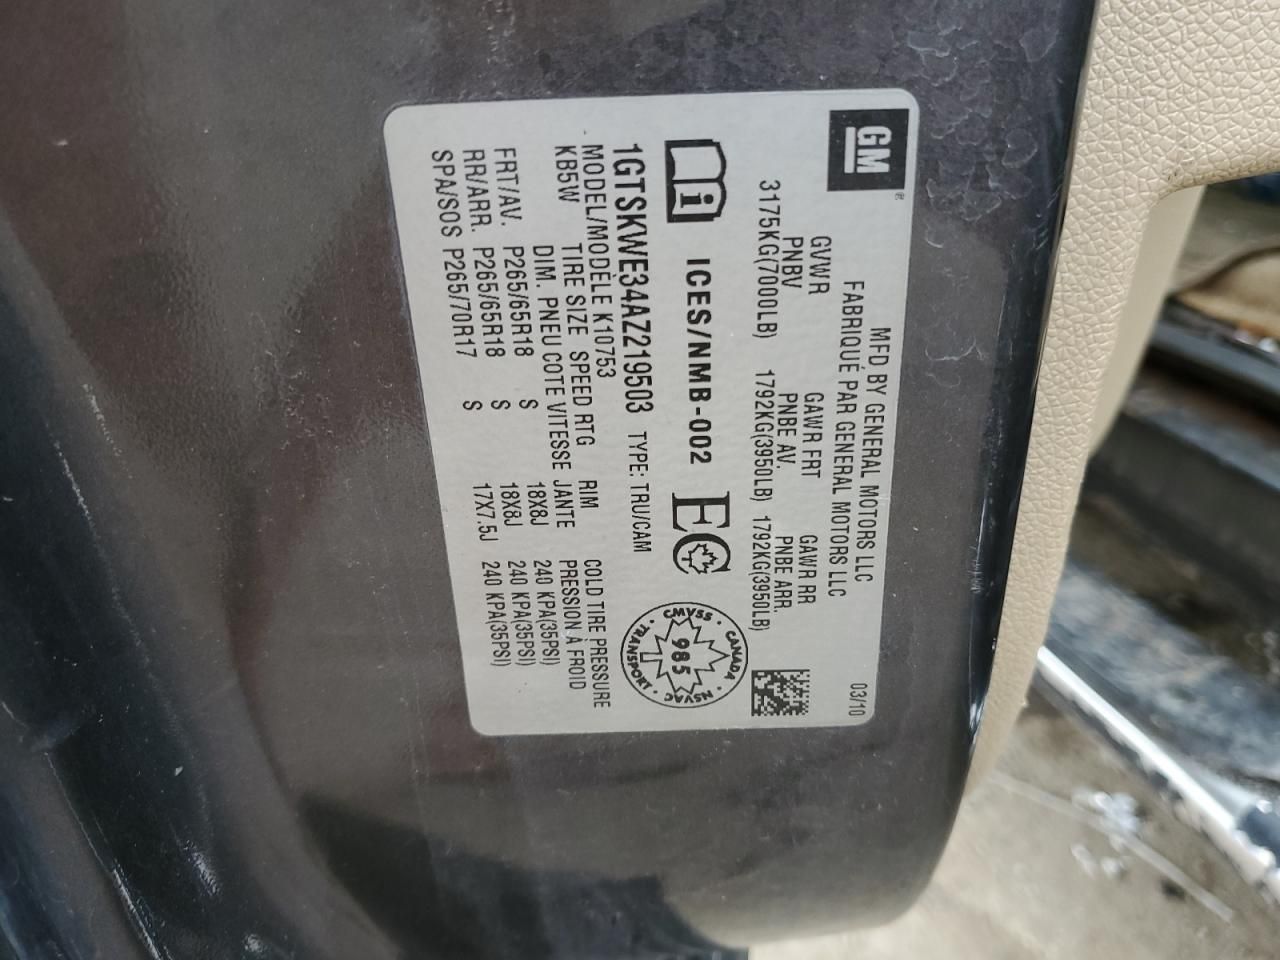 GM ®
MFD BY GENERAL MOTORS LLC 03/10
FABRIQUÉ PAR GENERAL MOTORS LLC
GVWR GAWR FRT GAWR RR
PNBV PNBE AV. PNBE ARR.
3175KG(7000LB) 1792KG(3950LB) 1792KG(3950LB)
i ICES/NMB-002 EC
CMVSS · CANADA · NSVAC · TRANSPORT ·
985
1GTSKWE34AZ219503 TYPE: TRU/CAM
MODEL/MODÈLE K10753
KB5W TIRE SIZE SPEED RTG RIM COLD TIRE PRESSURE
DIM. PNEU COTE VITESSE JANTE PRESSION À FROID
FRT/AV. P265/65R18 S 18X8J 240 KPA(35PSI)
RR/ARR. P265/65R18 S 18X8J 240 KPA(35PSI)
SPA/SOS P265/70R17 S 17X7.5J 240 KPA(35PSI)